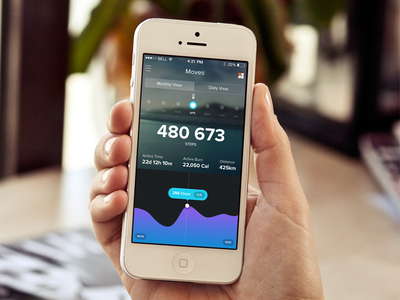 BELL
4:21 PM
22%
Moves
Monthly View
Daily View
APR
480 673
STEPS
Active Time
Active Burn
Distance
22d 12h 10m
22,050 Cal
425km